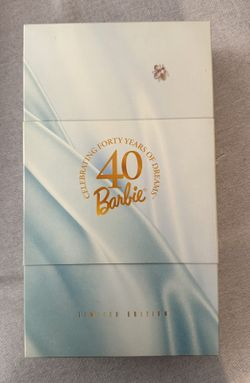 CELEBRATING FORTY YEARS OF DREAMS
40
Barbie
LIMITED EDITION